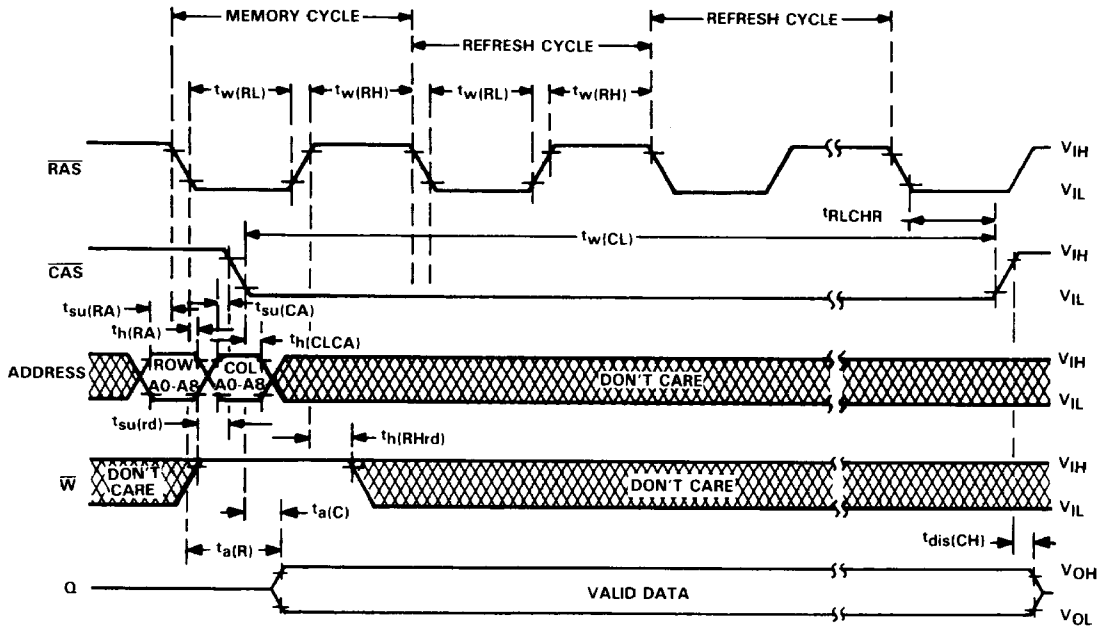 MEMORY CYCLE
REFRESH CYCLE
REFRESH CYCLE
tw(RL)
tw(RH)
tw(RL)
tw(RH)
RAS
VIH
VIL
tRLCHR
tw(CL)
CAS
VIH
VIL
tsu(RA)
tsu(CA)
th(RA)
th(CLCA)
ADDRESS
ROW
A0-A8
COL
A0-A8
DON'T CARE
VIH
VIL
tsu(rd)
th(RHrd)
W
DON'T
CARE
DON'T CARE
VIH
VIL
ta(C)
ta(R)
tdis(CH)
Q
VALID DATA
VOH
VOL